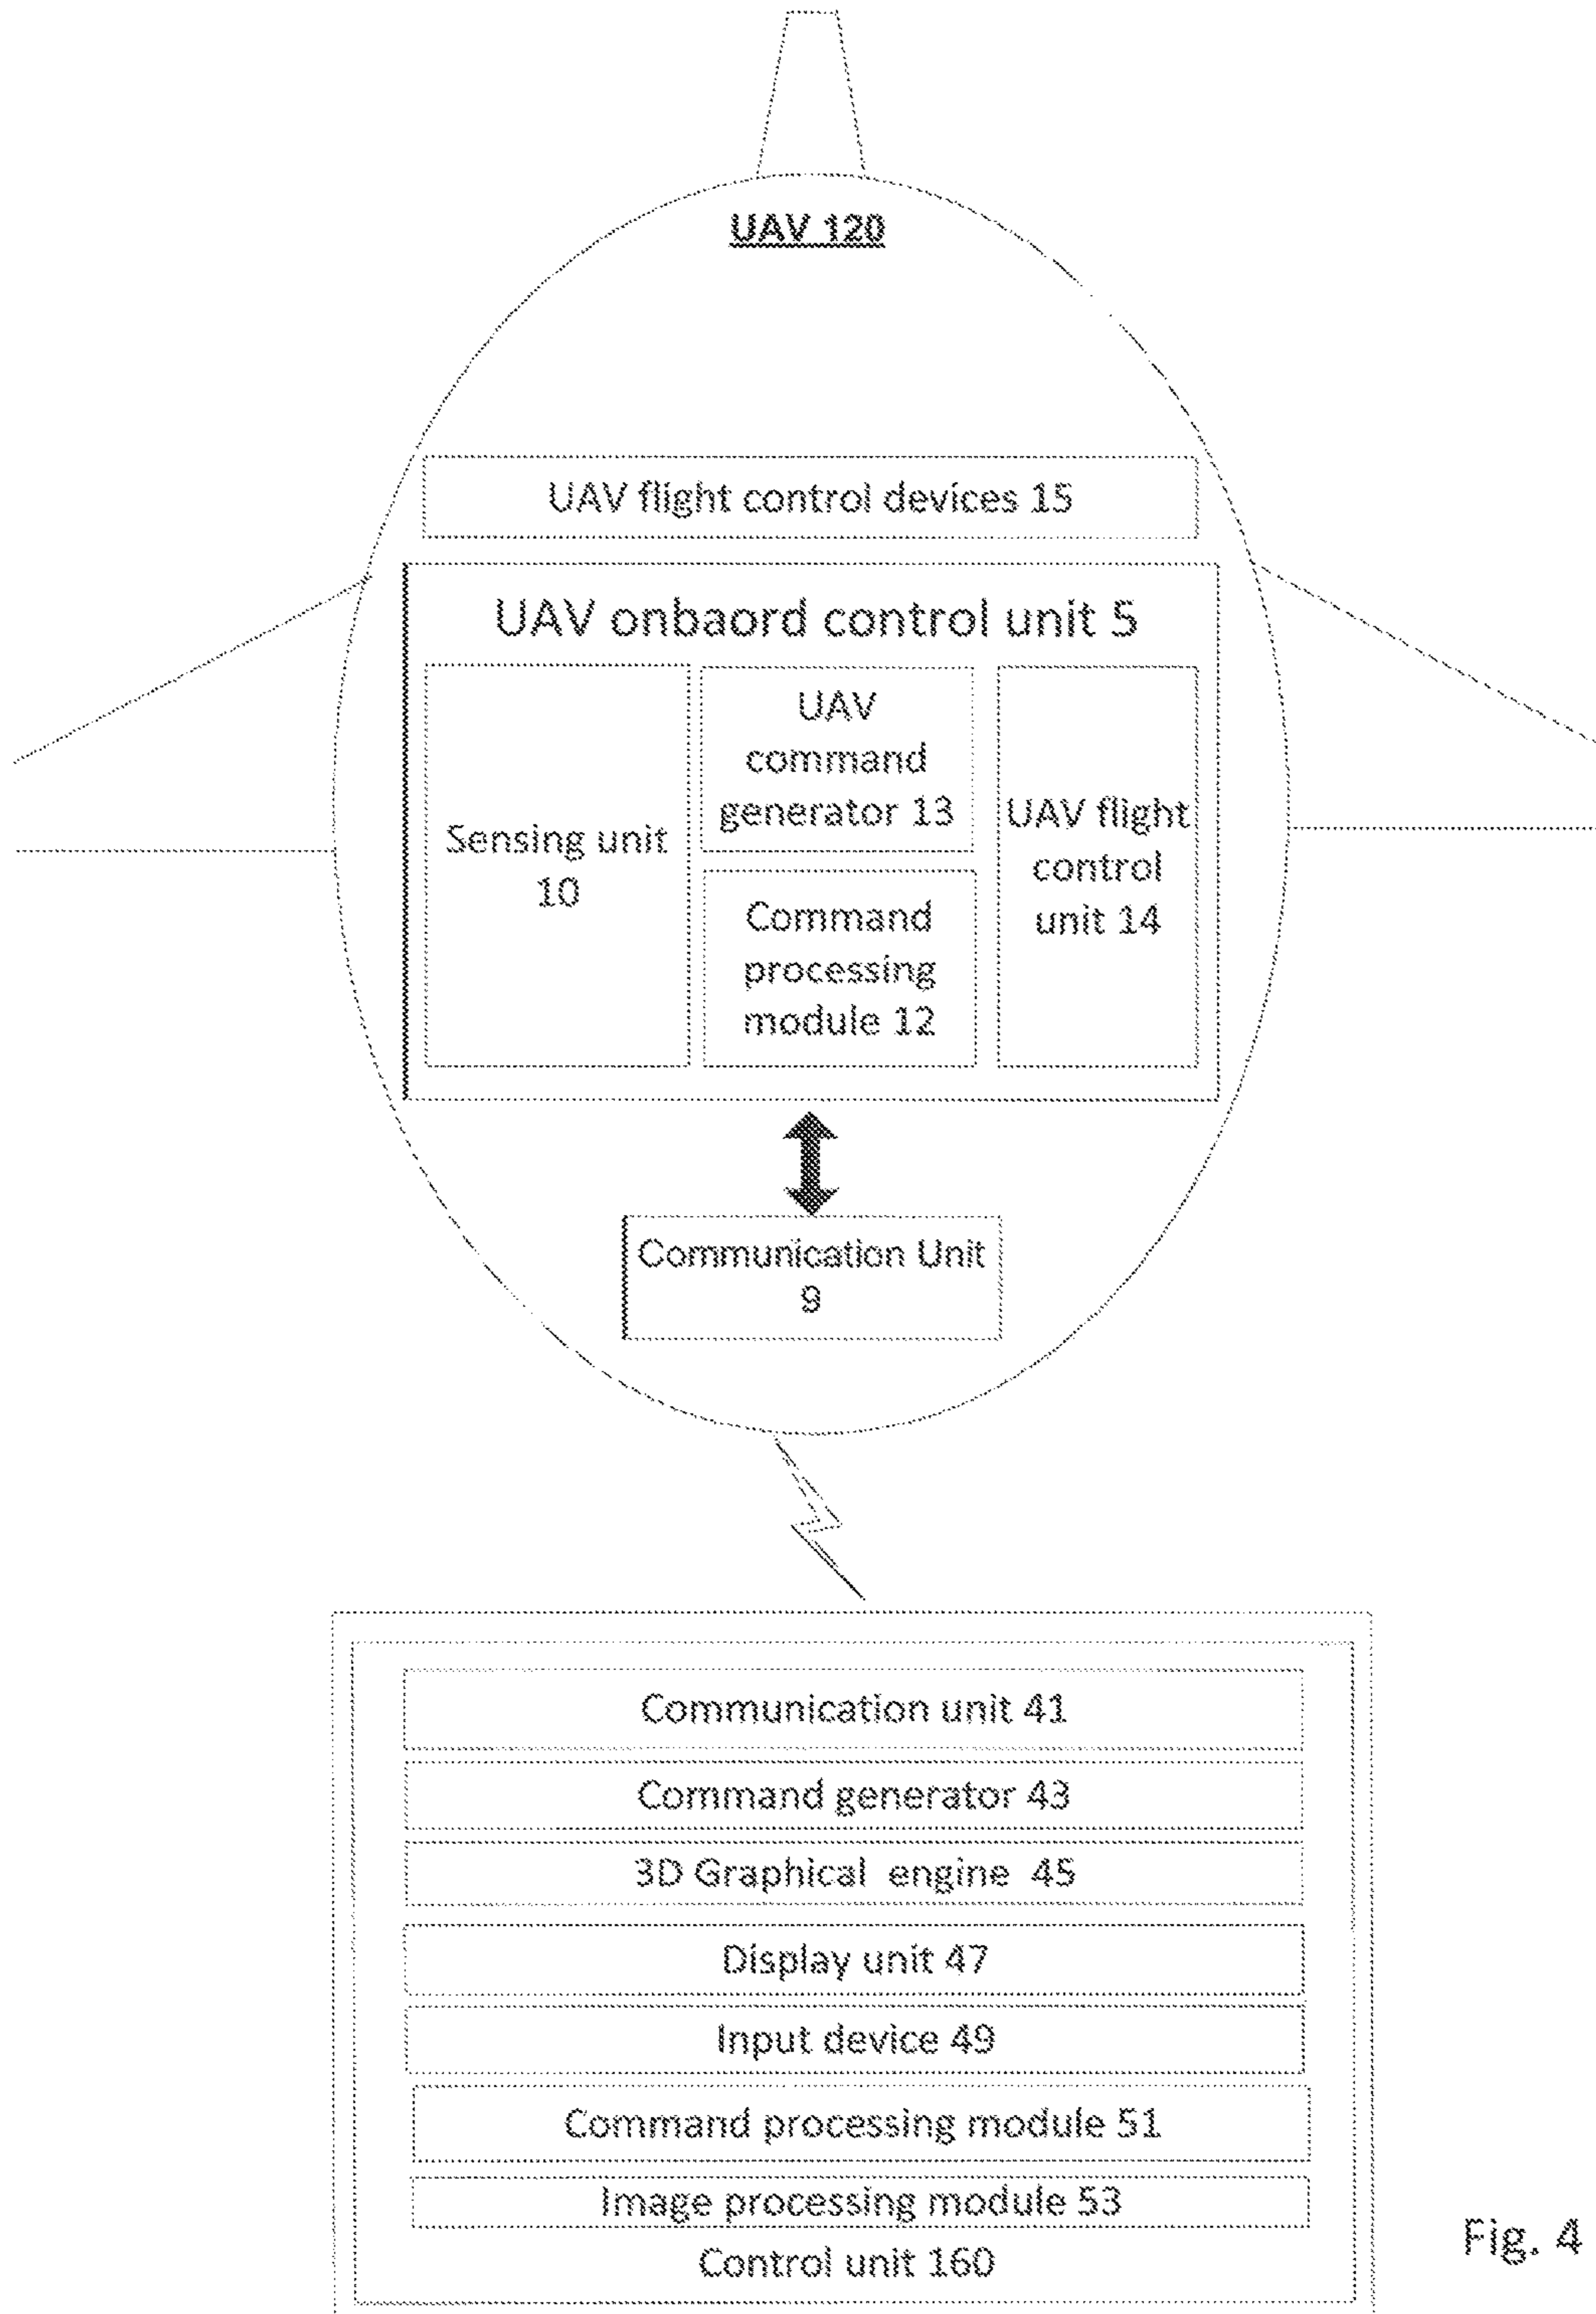 UAV 120
UAV flight control devices 15
UAV onbaord control unit 5
Sensing unit
10
UAV
command
generator 13
Command
processing
module 12
UAV flight
control
unit 14
Communication Unit
9
Communication unit 41
Command generator 43
3D Graphical engine 45
Display unit 47
Input device 49
Command processing module 51
Image processing module 53
Control unit 160
Fig. 4